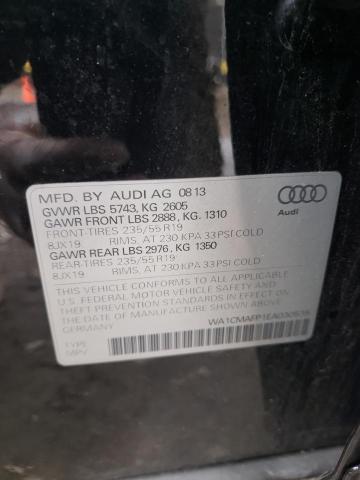 MFD. BY AUDI AG 08 13
GVWR LBS 5743, KG 2605
GAWR FRONT LBS 2888, KG. 1310
FRONT-TIRES 235/55 R19
8JX19 RIMS, AT 230 KPA 33 PSI COLD
GAWR REAR LBS 2976, KG 1350
REAR-TIRES 235/55 R19
8JX19 RIMS, AT 230 KPA 33 PSI COLD
Audi
THIS VEHICLE CONFORMS TO ALL APPLICABLE
U.S. FEDERAL MOTOR VEHICLE SAFETY AND
THEFT PREVENTION STANDARDS IN EFFECT ON
THE DATE OF MANUFACTURE SHOWN ABOVE.
WA1CMAFP1EA030535
TYPE
MPV